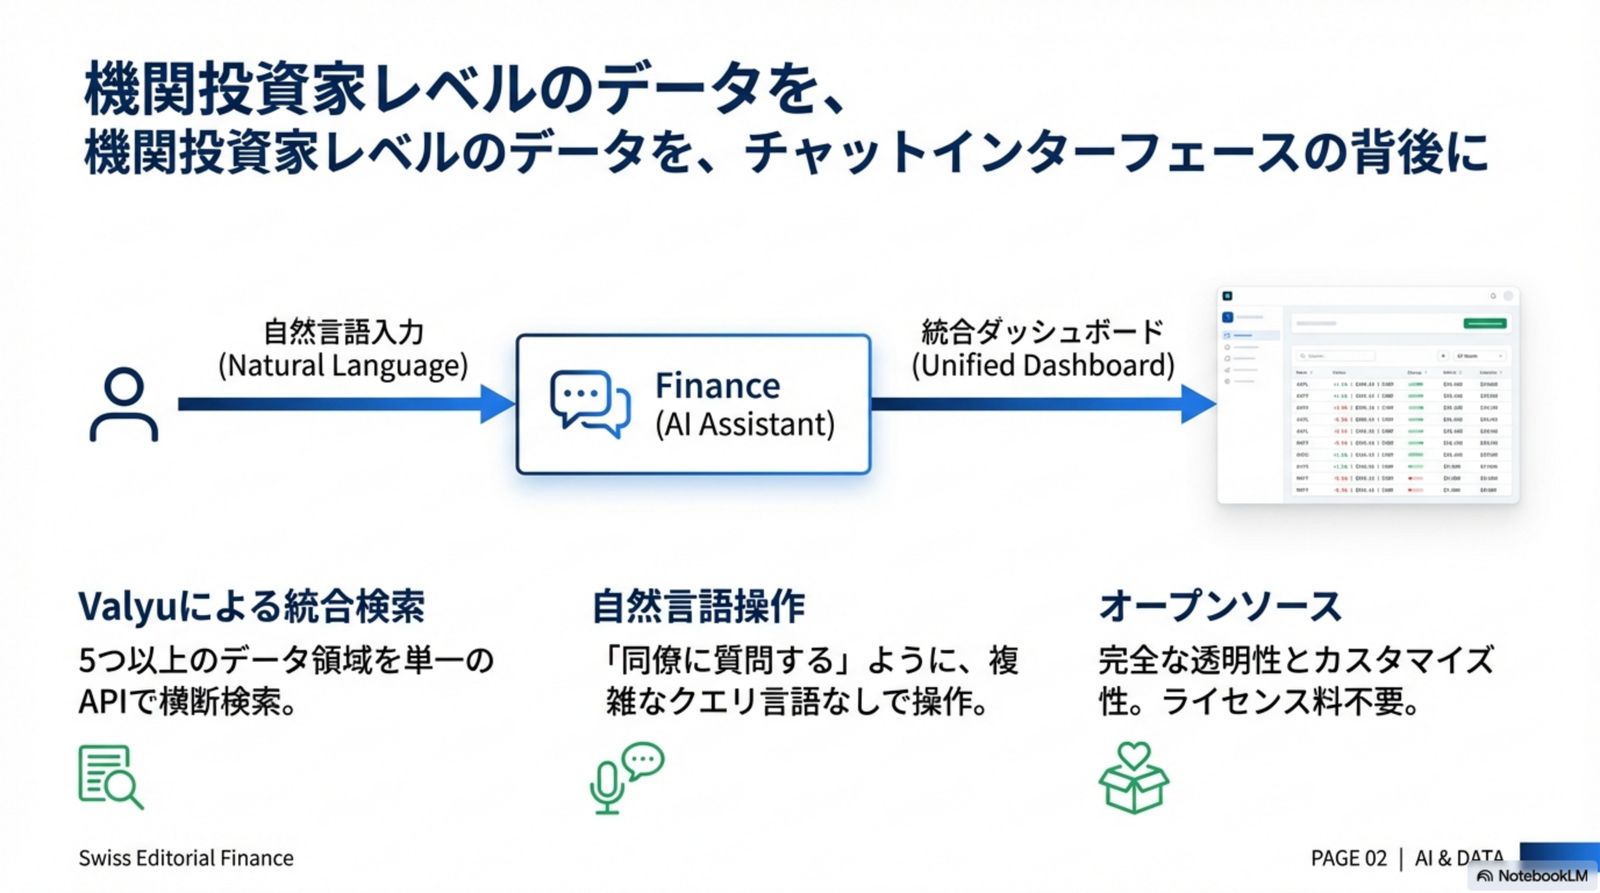 機関投資家レベルのデータを、
機関投資家レベルのデータを、チャットインターフェースの背後に
自然言語入力
(Natural Language)
Finance
(AI Assistant)
統合ダッシュボード
(Unified Dashboard)
Valyuによる統合検索
5つ以上のデータ領域を単一の
APIで横断検索。
自然言語操作
「同僚に質問する」ように、複
雑なクエリ言語なしで操作。
オープンソース
完全な透明性とカスタマイズ
性。ライセンス料不要。
Swiss Editorial Finance
PAGE 02 | AI & DATA
NotebookLM